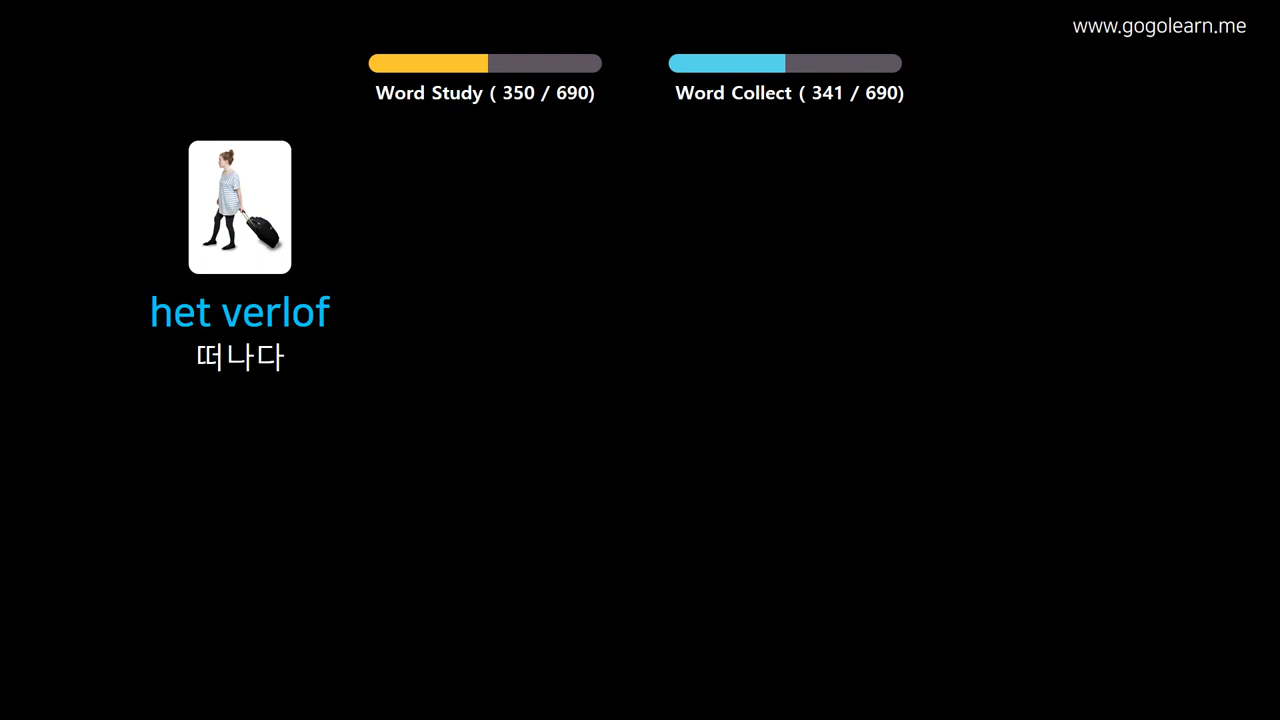 www.gogolearn.me
Word Study ( 350 / 690)
Word Collect ( 341 / 690)
het verlof
떠나다